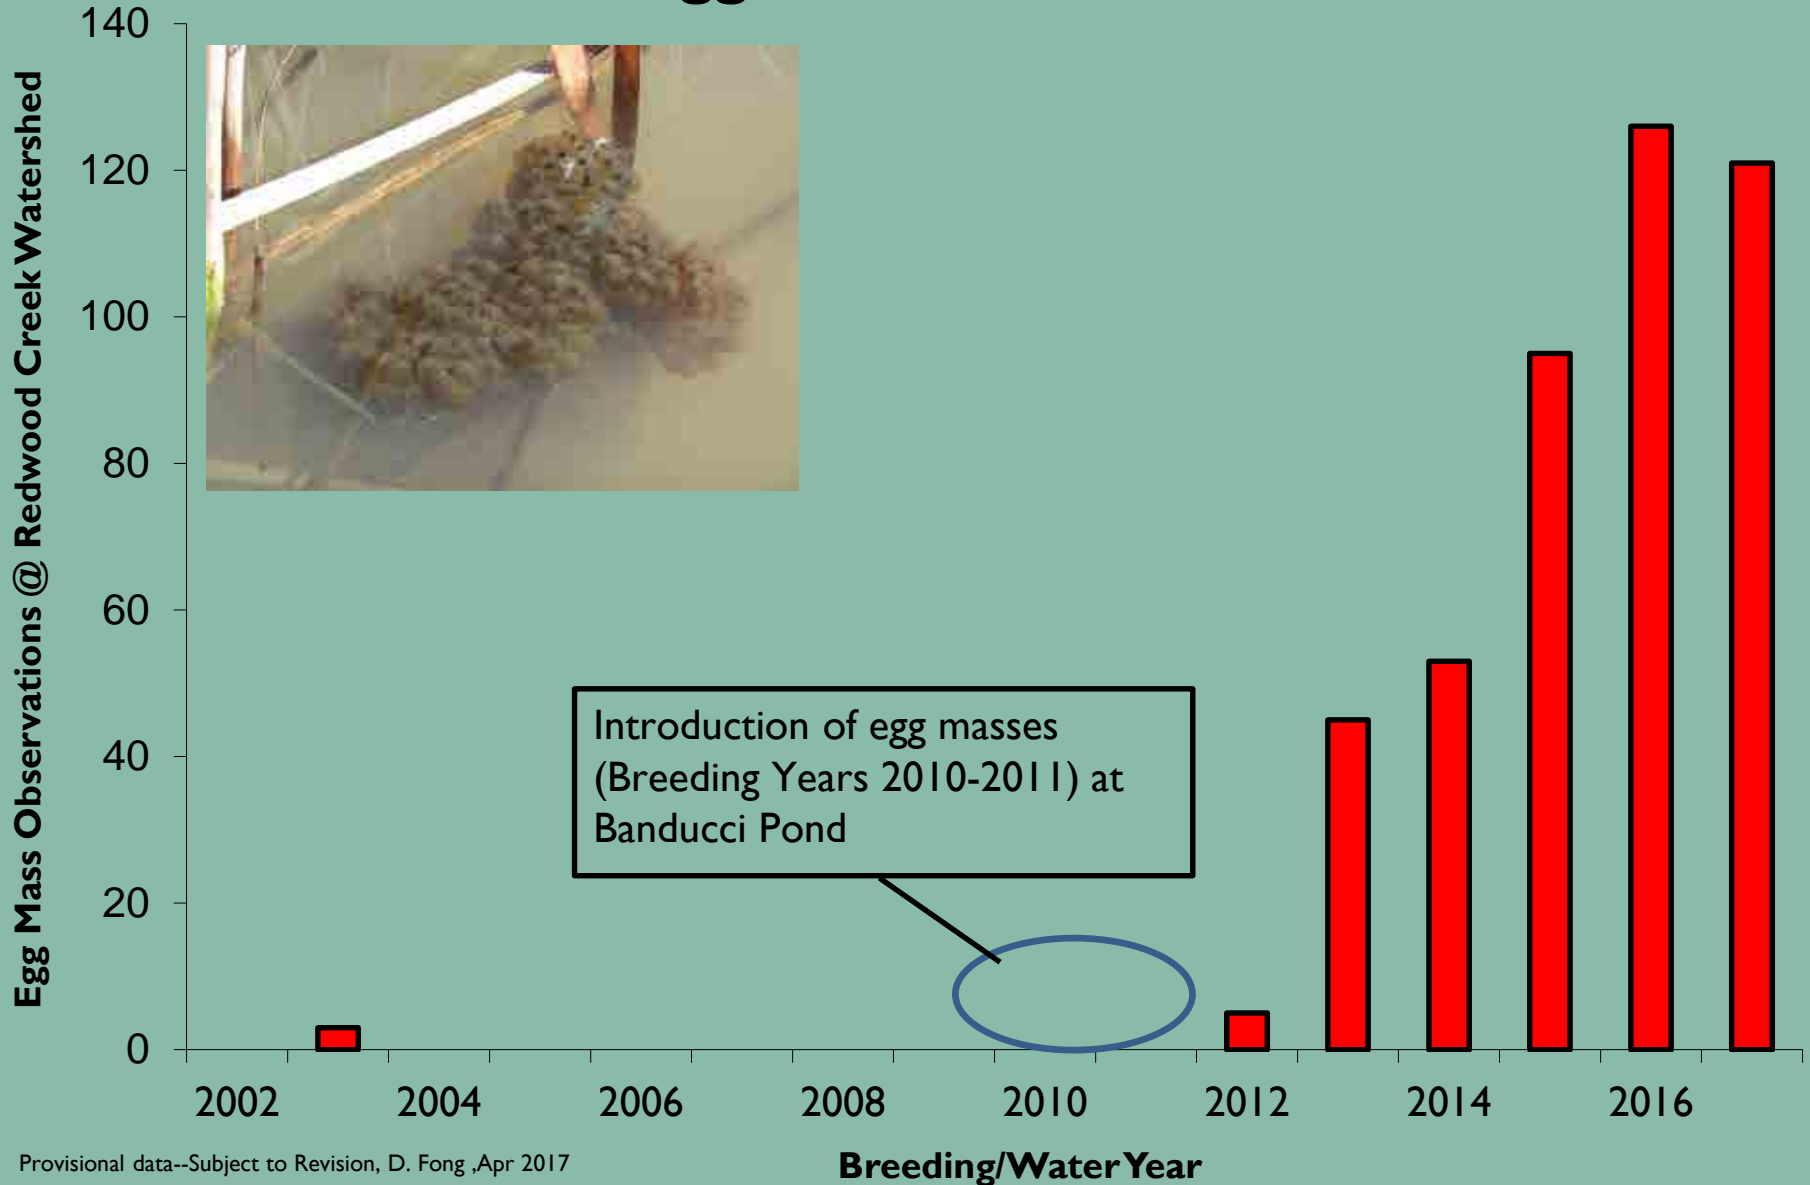 140
120
100
80
60
40
20
0
Egg Mass Observations @ Redwood Creek Watershed
Introduction of egg masses
(Breeding Years 2010-2011) at
Banducci Pond
2002 2004 2006 2008 2010 2012 2014 2016
Breeding/Water Year
Provisional data--Subject to Revision, D. Fong ,Apr 2017